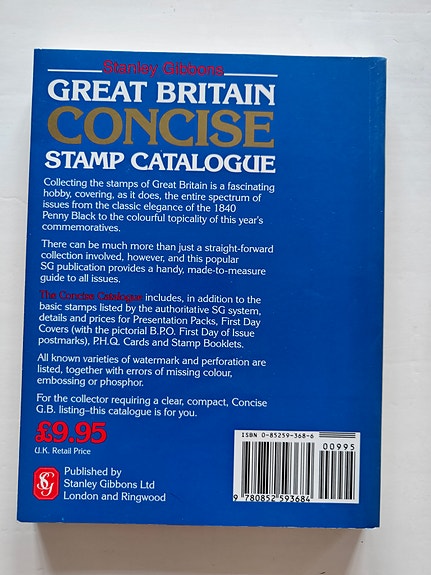 Stanley Gibbons
GREAT BRITAIN
CONCISE
STAMP CATALOGUE
Collecting the stamps of Great Britain is a fascinating
hobby, covering, as it does, the entire spectrum of
issues from the classic elegance of the 1840
Penny Black to the colourful topicality of this year's
commemoratives.
There can be much more than just a straight-forward
collection involved, however, and this popular
SG publication provides a handy, made-to-measure
guide to all issues.
The Concise Catalogue includes, in addition to the
basic stamps listed by the authoritative SG system,
details and prices for Presentation Packs, First Day
Covers (with the pictorial B.P.O. First Day of Issue
postmarks), P.H.Q. Cards and Stamp Booklets.
All known varieties of watermark and perforation are
listed, together with errors of missing colour,
embossing or phosphor.
For the collector requiring a clear, compact, Concise
G.B. listing–this catalogue is for you.
£9.95
U.K. Retail Price
SG
Published by
Stanley Gibbons Ltd
London and Ringwood
ISBN 0-85259-368-6
00995
9 780852 593684